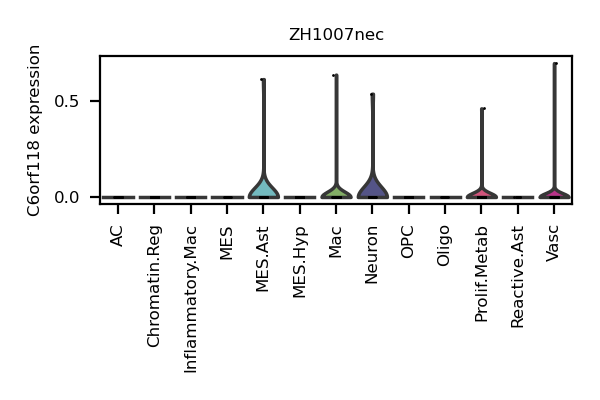 ZH1007nec
C6orf118 expression
0.5
0.0
AC
Chromatin.Reg
Inflammatory.Mac
MES
MES.Ast
MES.Hyp
Mac
Neuron
OPC
Oligo
Prolif.Metab
Reactive.Ast
Vasc